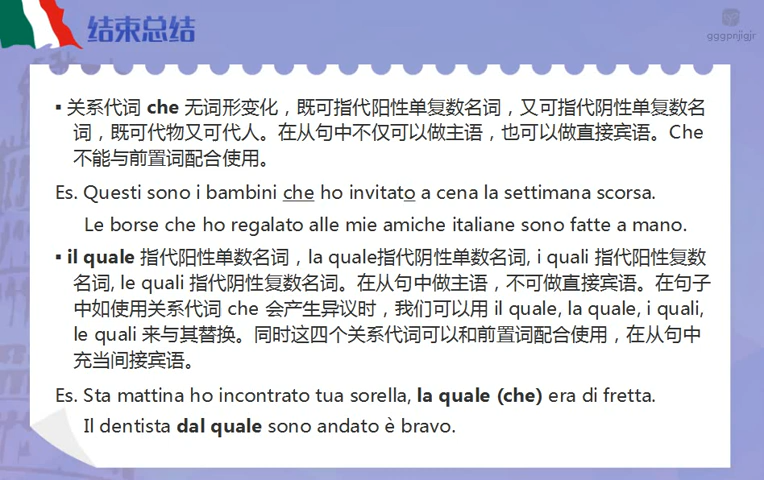 结束总结
gggpnjigjr
▪ 关系代词 che 无词形变化，既可指代阳性单复数名词，又可指代阴性单复数名
词，既可代物又可代人。在从句中不仅可以做主语，也可以做直接宾语。Che
不能与前置词配合使用。
Es. Questi sono i bambini che ho invitato a cena la settimana scorsa.
Le borse che ho regalato alle mie amiche italiane sono fatte a mano.
▪ il quale 指代阳性单数名词，la quale指代阴性单数名词, i quali 指代阳性复数
名词, le quali 指代阴性复数名词。在从句中做主语，不可做直接宾语。在句子
中如使用关系代词 che 会产生异议时，我们可以用 il quale, la quale, i quali,
le quali 来与其替换。同时这四个关系代词可以和前置词配合使用，在从句中
充当间接宾语。
Es. Sta mattina ho incontrato tua sorella, la quale (che) era di fretta.
Il dentista dal quale sono andato è bravo.